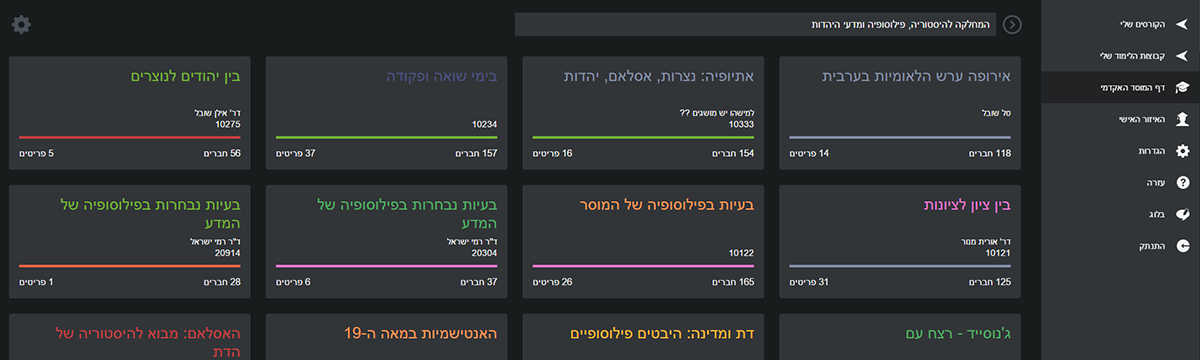 הקורסים שלי
קבוצות הלימוד שלי
דף המוסד האקדמי
האיזור האישי
הגדרות
עזרה
בלוג
התנתק
המחלקה להיסטוריה, פילוסופיה ומדעי היהדות
אירופה ערש הלאומיות בערבית
טל שובל
118 חברים
14 פריטים
אתיופיה: נצרות, אסלאם, יהדות
למישהו יש מושגים ??
10333
154 חברים
16 פריטים
בימי שואה ופקודה
10234
157 חברים
37 פריטים
בין יהודים לנוצרים
דר' אילן שובל
10275
56 חברים
5 פריטים
בין ציון לציונות
דר' אורית מנור
10121
125 חברים
31 פריטים
בעיות בפילוסופיה של המוסר
10122
165 חברים
26 פריטים
בעיות נבחרות בפילוסופיה של
המדע
ד"ר רמי ישראל
20304
37 חברים
6 פריטים
בעיות נבחרות בפילוסופיה של
המדע
ד"ר רמי ישראל
20914
28 חברים
1 פריטים
ג'נוסייד - רצח עם
דת ומדינה: היבטים פילוסופיים
האנטישמיות במאה ה-19
האסלאם: מבוא להיסטוריה של
הדת